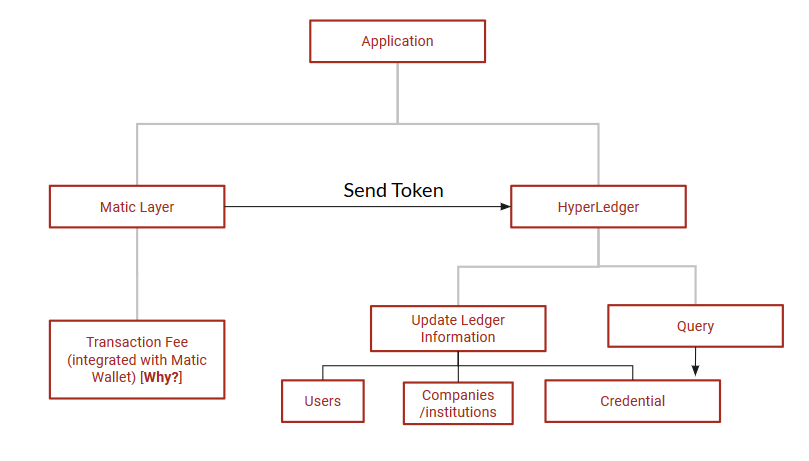 Application
Send Token
Matic Layer
HyperLedger
Transaction Fee
(integrated with Matic
Wallet) [Why?]
Update Ledger
Information
Query
Users
Companies
/institutions
Credential